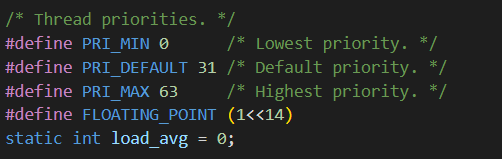 /* Thread priorities. */
#define PRI_MIN 0      /* Lowest priority. */
#define PRI_DEFAULT 31 /* Default priority. */
#define PRI_MAX 63     /* Highest priority. */
#define FLOATING_POINT (1<<14)
static int load_avg = 0;